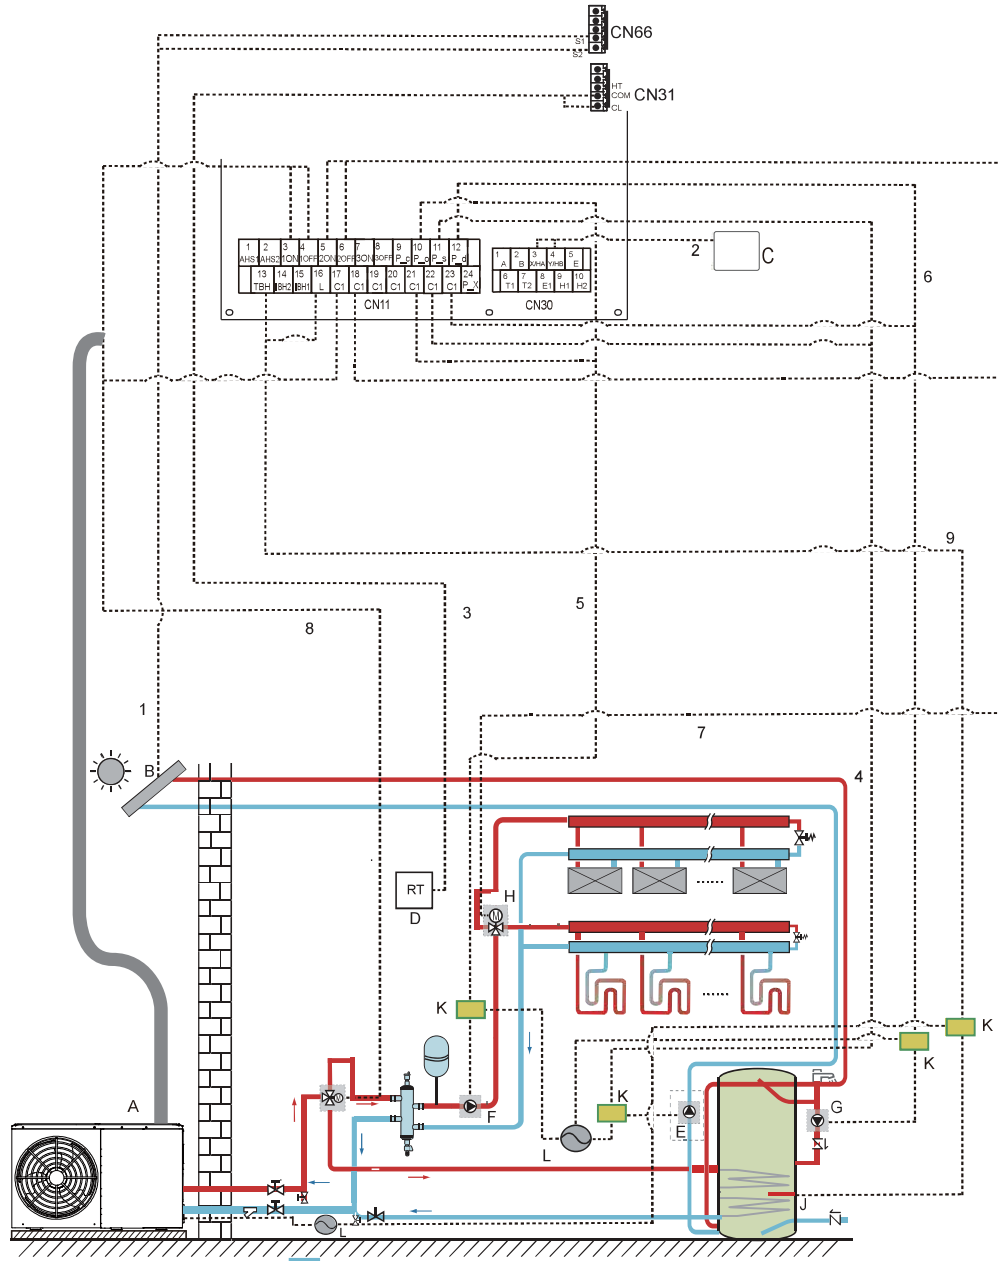 CN66
S1
S2
HT
COM
CN31
CL
1 2 3 4 5 6 7 8 9 10 11 12
AHS1 AHS2 1ON 1OFF 2ON 2OFF 3ON 3OFF P_c P_o P_s P_d
13 14 15 16 17 18 19 20 21 22 23 24
TBH IBH2 IBH1 L C1 C1 C1 C1 C1 C1 C1 P_X
CN11
1 2 3 4 5
A B X/HA Y/HB E
6 7 8 9 10
T1 T2 E1 H1 H2
CN30
2
C
6
9
5
3
8
1
7
B
4
RT
D
H
M
K
K
K
K
A
M
F
E
G
L
J
L